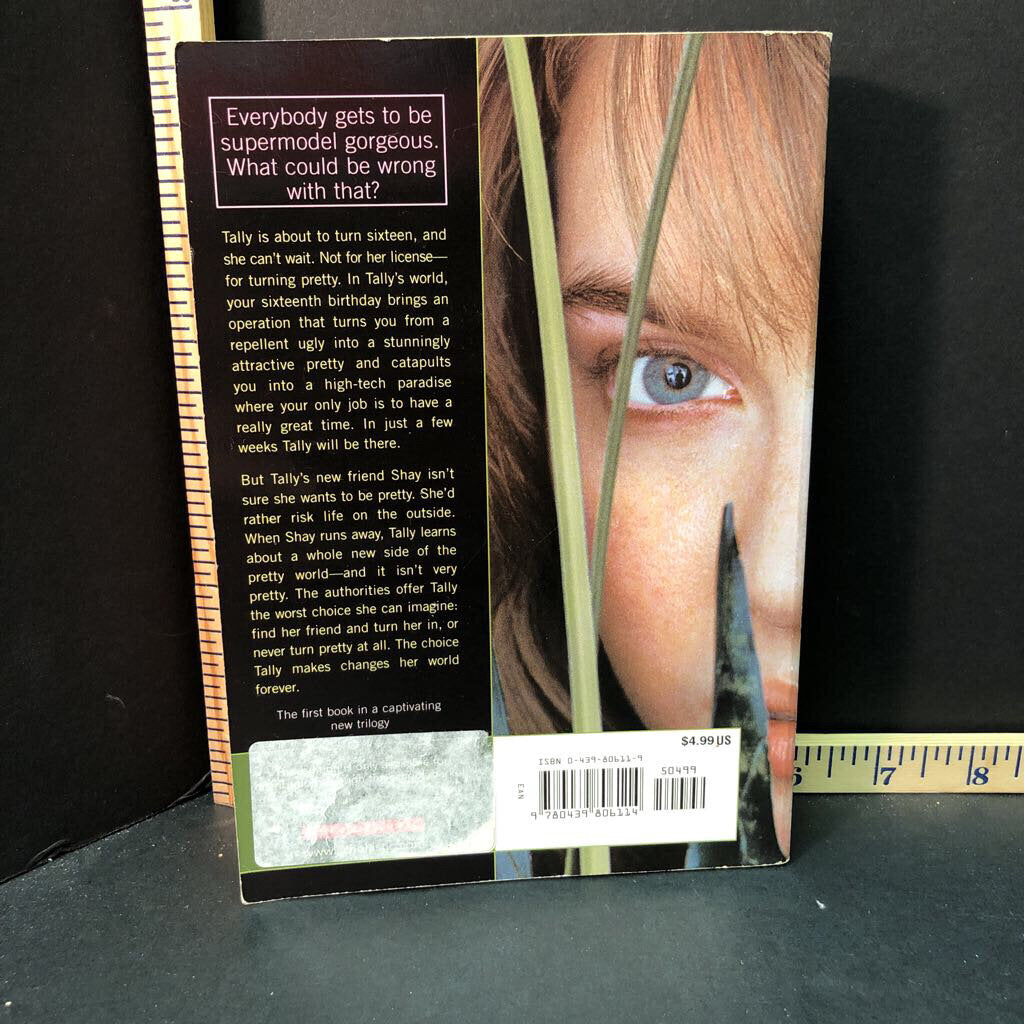 Everybody gets to be
supermodel gorgeous.
What could be wrong
with that?
Tally is about to turn sixteen, and
she can't wait. Not for her license—
for turning pretty. In Tally's world,
your sixteenth birthday brings an
operation that turns you from a
repellent ugly into a stunningly
attractive pretty and catapults
you into a high-tech paradise
where your only job is to have a
really great time. In just a few
weeks Tally will be there.
But Tally's new friend Shay isn't
sure she wants to be pretty. She'd
rather risk life on the outside.
When Shay runs away, Tally learns
about a whole new side of the
pretty world—and it isn't very
pretty. The authorities offer Tally
the worst choice she can imagine:
find her friend and turn her in, or
never turn pretty at all. The choice
Tally makes changes her world
forever.
The first book in a captivating
new trilogy
$4.99 US
ISBN 0-439-80611-9
50499
EAN
9 780439 806114
6 7 8